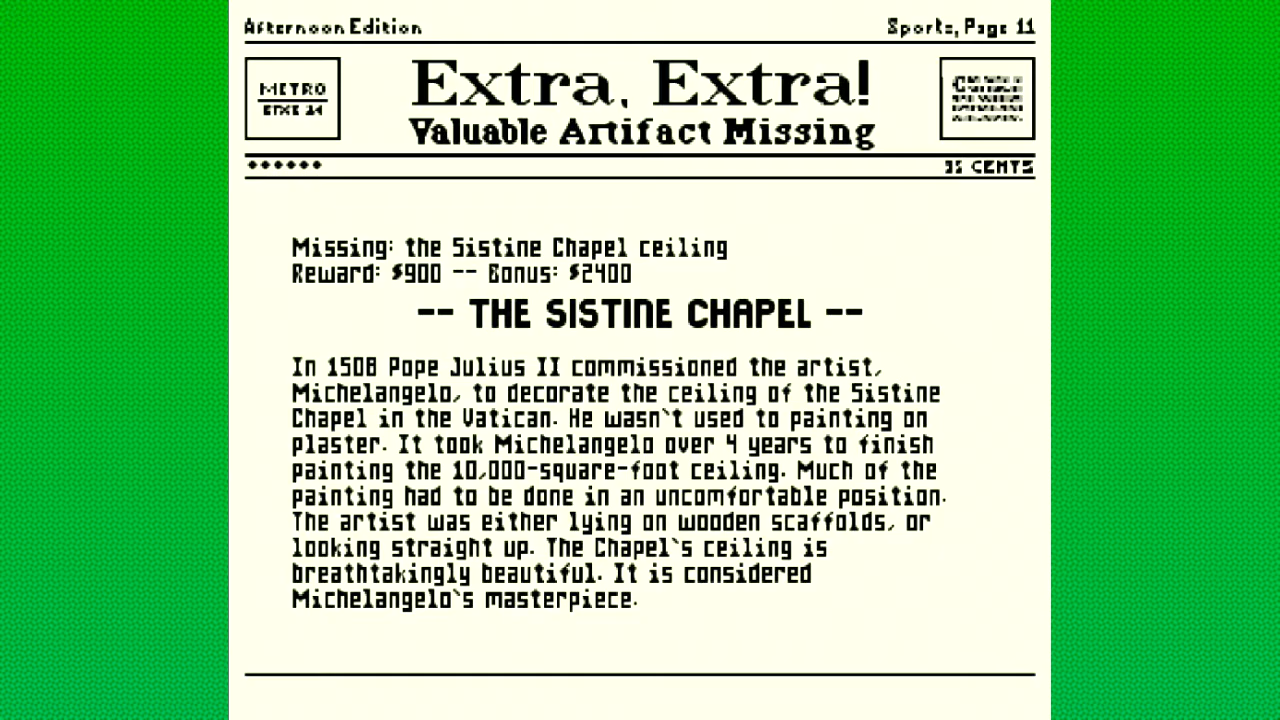 Afternoon Edition
Sports, Page 11
METRO
Extra, Extra!
Valuable Artifact Missing
35 CENTS
Missing: the Sistine Chapel ceiling
Reward: $900 -- Bonus: $2400
-- THE SISTINE CHAPEL --
In 1508 Pope Julius II commissioned the artist,
Michelangelo, to decorate the ceiling of the Sistine
Chapel in the Vatican. He wasn`t used to painting on
plaster. It took Michelangelo over 4 years to finish
painting the 10,000-square-foot ceiling. Much of the
painting had to be done in an uncomfortable position.
The artist was either lying on wooden scaffolds, or
looking straight up. The Chapel`s ceiling is
breathtakingly beautiful. It is considered
Michelangelo`s masterpiece.